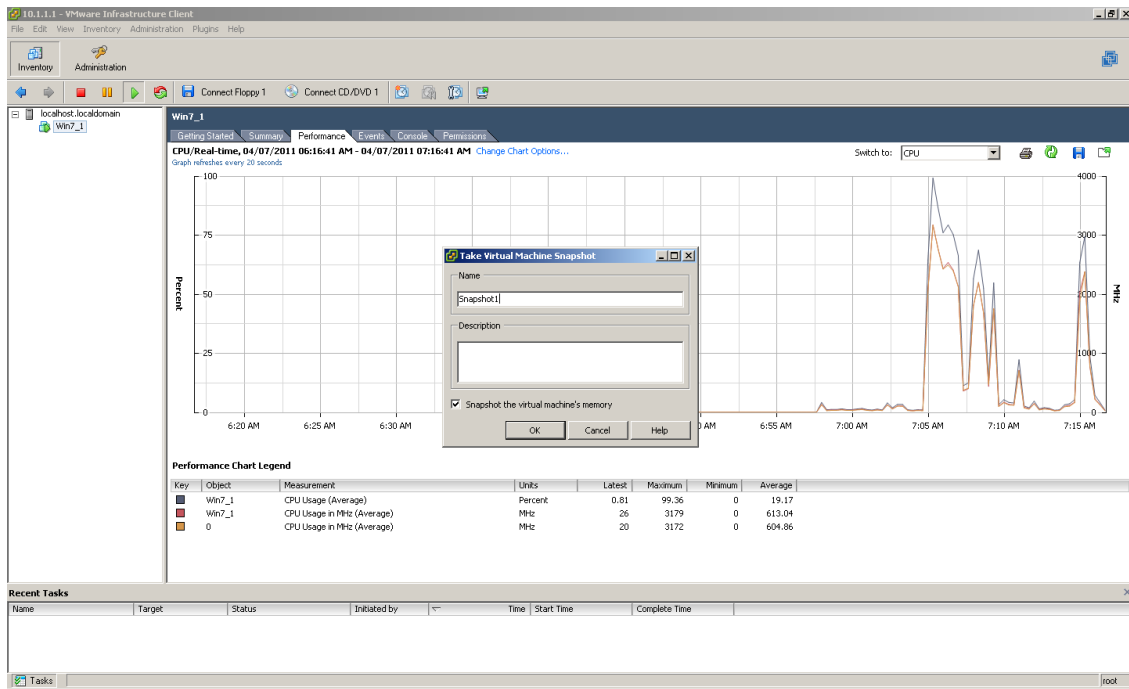 10.1.1.1 - VMware Infrastructure Client
File Edit View Inventory Administration Plugins Help
Inventory Administration
Connect Floppy 1 Connect CD/DVD 1
localhost.localdomain
Win7_1
Win7_1
Getting Started Summary Performance Events Console Permissions
CPU/Real-time, 04/07/2011 06:16:41 AM - 04/07/2011 07:16:41 AM Change Chart Options... Switch to: CPU
Graph refreshes every 20 seconds
100 4000
75 3000
Percent 50 2000 MHz
25 1000
0 0
6:20 AM 6:25 AM 6:30 AM AM 6:55 AM 7:00 AM 7:05 AM 7:10 AM 7:15 AM
Take Virtual Machine Snapshot
Name
Snapshot1
Description
Snapshot the virtual machine's memory
OK Cancel Help
Performance Chart Legend
Key Object Measurement Units Latest Maximum Minimum Average
Win7_1 CPU Usage (Average) Percent 0.81 99.36 0 19.17
Win7_1 CPU Usage in MHz (Average) MHz 26 3179 0 613.04
0 CPU Usage in MHz (Average) MHz 20 3172 0 604.86
Recent Tasks
Name Target Status Initiated by Time Start Time Complete Time
Tasks root